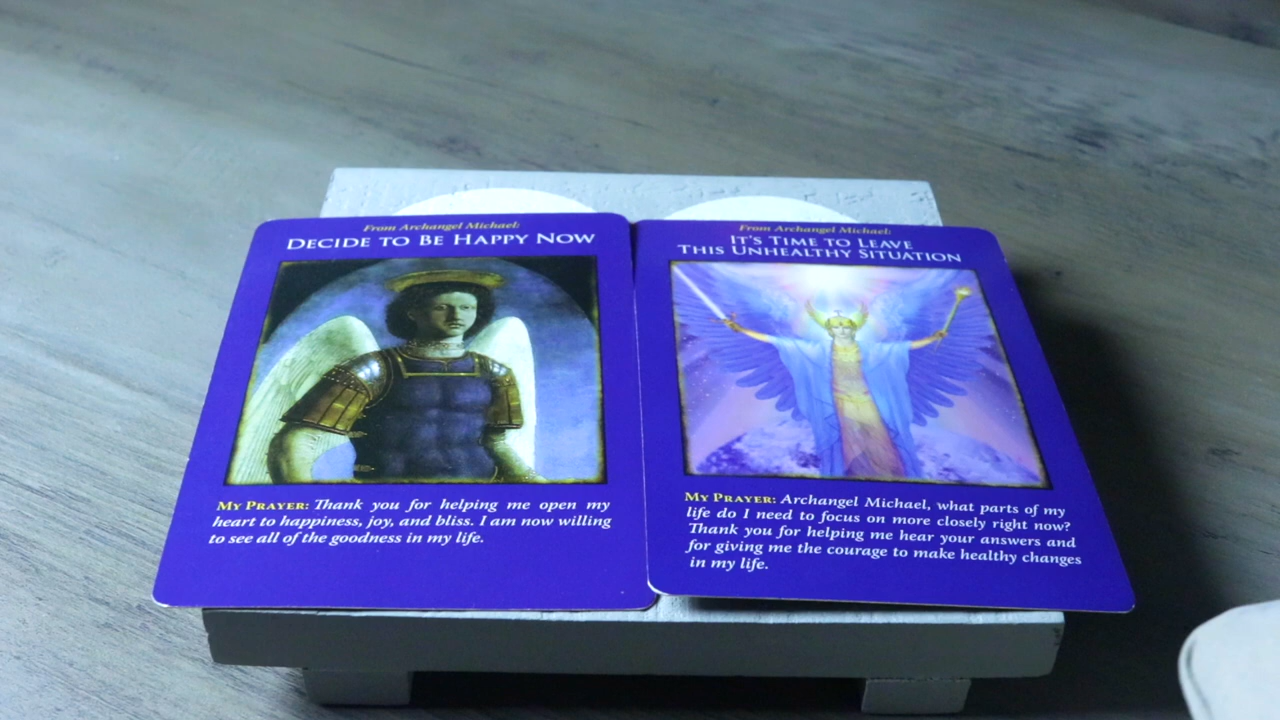 From Archangel Michael:
DECIDE TO BE HAPPY NOW
MY PRAYER: Thank you for helping me open my
heart to happiness, joy, and bliss. I am now willing
to see all of the goodness in my life.
From Archangel Michael:
IT'S TIME TO LEAVE
THIS UNHEALTHY SITUATION
MY PRAYER: Archangel Michael, what parts of my
life do I need to focus on more closely right now?
Thank you for helping me hear your answers and
for giving me the courage to make healthy changes
in my life.